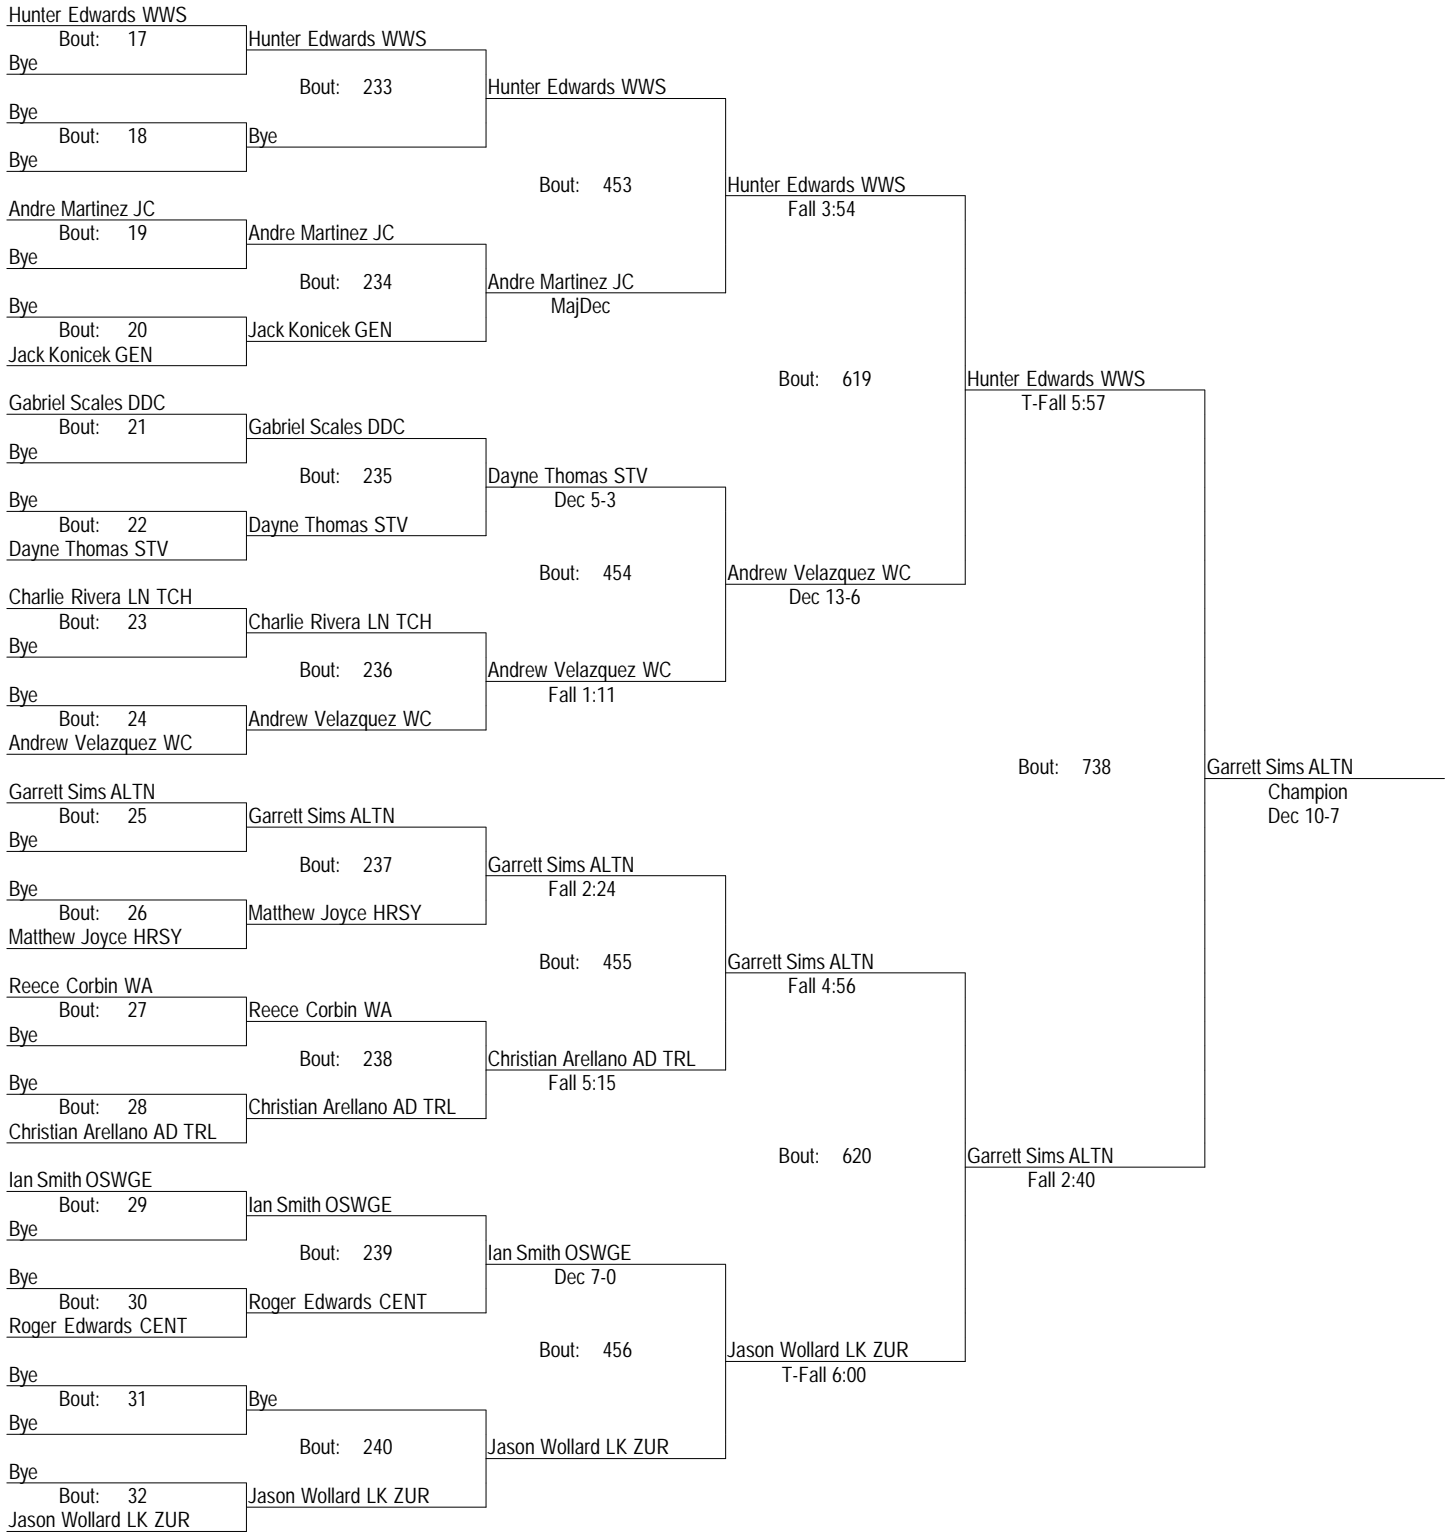 Hunter Edwards WWS
Bout: 17
Hunter Edwards WWS
Bye
Bout: 233
Hunter Edwards WWS
Bye
Bout: 18
Bye
Bye
Bout: 453
Hunter Edwards WWS
Fall 3:54
Andre Martinez JC
Bout: 19
Andre Martinez JC
Bye
Bout: 234
Andre Martinez JC
MajDec
Bye
Bout: 20
Jack Konicek GEN
Jack Konicek GEN
Bout: 619
Hunter Edwards WWS
T-Fall 5:57
Gabriel Scales DDC
Bout: 21
Gabriel Scales DDC
Bye
Bout: 235
Dayne Thomas STV
Dec 5-3
Bye
Bout: 22
Dayne Thomas STV
Dayne Thomas STV
Bout: 454
Andrew Velazquez WC
Dec 13-6
Charlie Rivera LN TCH
Bout: 23
Charlie Rivera LN TCH
Bye
Bout: 236
Andrew Velazquez WC
Fall 1:11
Bye
Bout: 24
Andrew Velazquez WC
Andrew Velazquez WC
Bout: 738
Garrett Sims ALTN
Champion
Dec 10-7
Garrett Sims ALTN
Bout: 25
Garrett Sims ALTN
Bye
Bout: 237
Garrett Sims ALTN
Fall 2:24
Bye
Bout: 26
Matthew Joyce HRSY
Matthew Joyce HRSY
Bout: 455
Garrett Sims ALTN
Fall 4:56
Reece Corbin WA
Bout: 27
Reece Corbin WA
Bye
Bout: 238
Christian Arellano AD TRL
Fall 5:15
Bye
Bout: 28
Christian Arellano AD TRL
Christian Arellano AD TRL
Bout: 620
Garrett Sims ALTN
Fall 2:40
Ian Smith OSWGE
Bout: 29
Ian Smith OSWGE
Bye
Bout: 239
Ian Smith OSWGE
Dec 7-0
Bye
Bout: 30
Roger Edwards CENT
Roger Edwards CENT
Bout: 456
Jason Wollard LK ZUR
T-Fall 6:00
Bye
Bout: 31
Bye
Bye
Bout: 240
Jason Wollard LK ZUR
Bye
Bout: 32
Jason Wollard LK ZUR
Jason Wollard LK ZUR